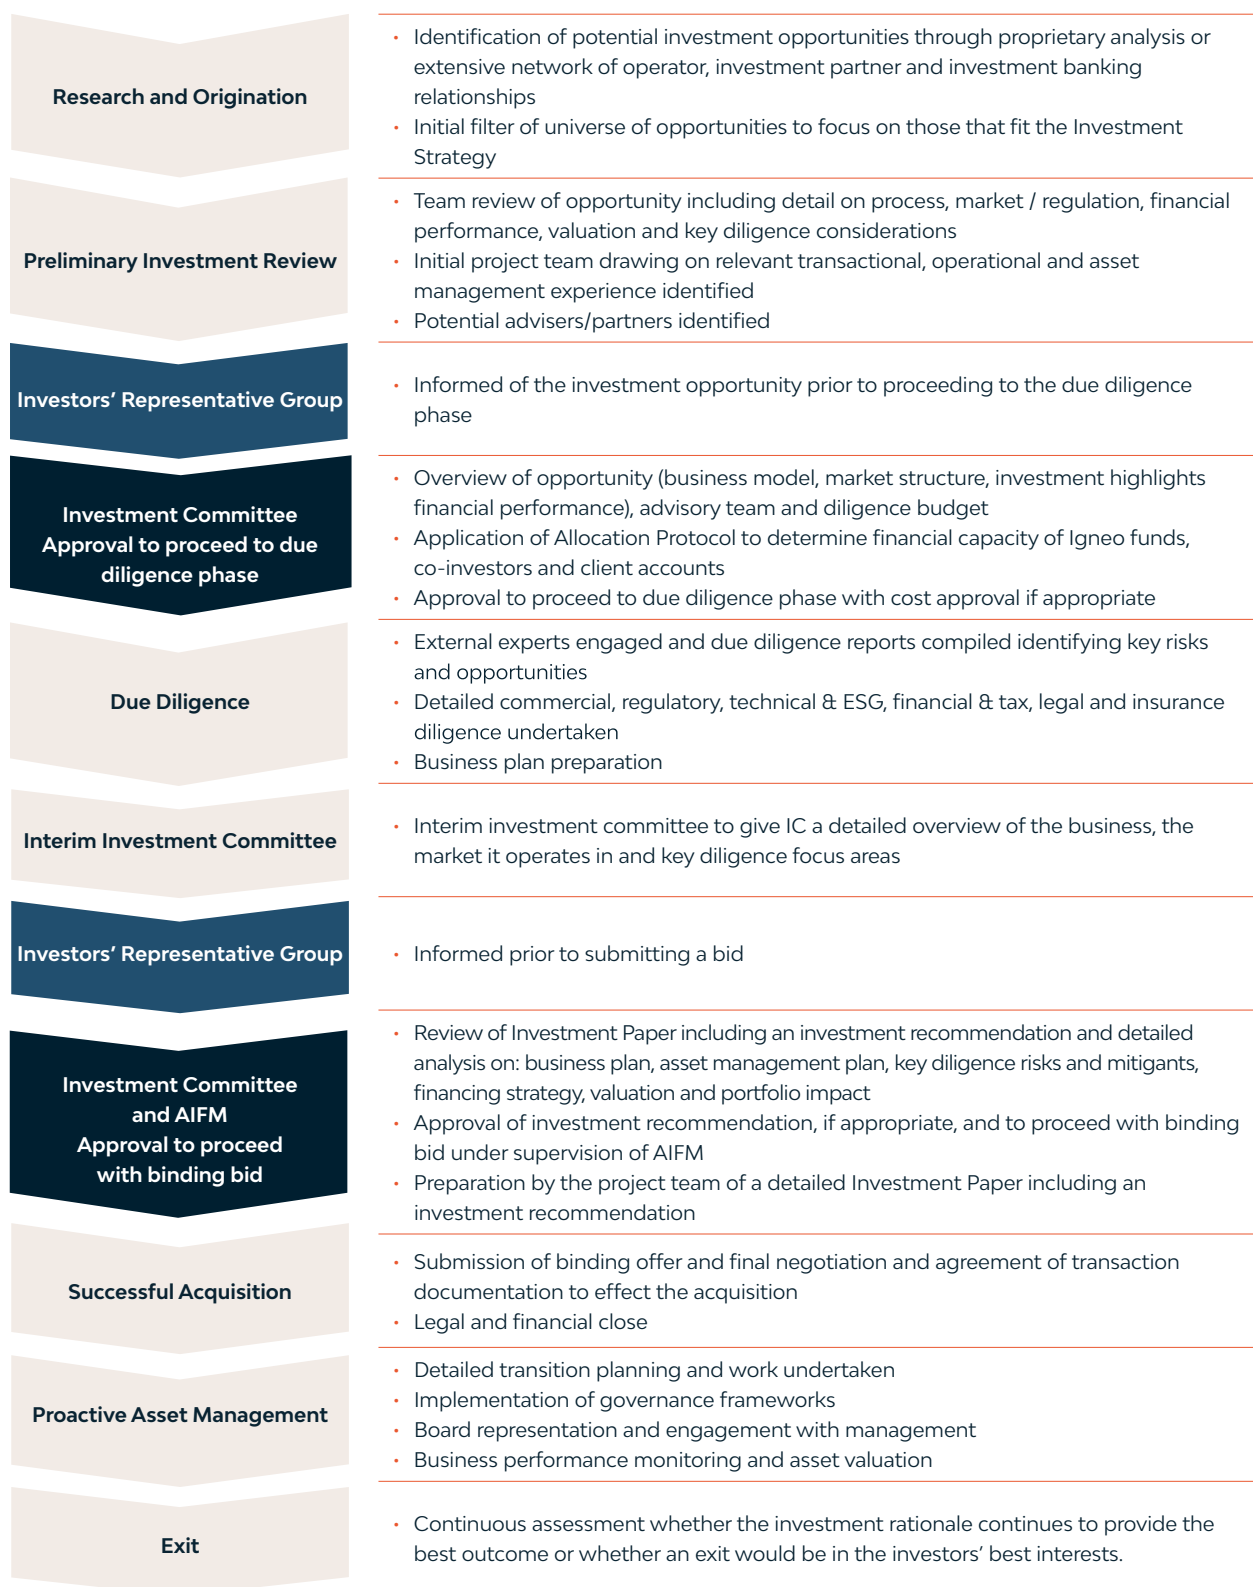 Research and Origination
• Identification of potential investment opportunities through proprietary analysis or
extensive network of operator, investment partner and investment banking
relationships
• Initial filter of universe of opportunities to focus on those that fit the Investment
Strategy
Preliminary Investment Review
• Team review of opportunity including detail on process, market / regulation, financial
performance, valuation and key diligence considerations
• Initial project team drawing on relevant transactional, operational and asset
management experience identified
• Potential advisers/partners identified
Investors’ Representative Group
• Informed of the investment opportunity prior to proceeding to the due diligence
phase
Investment Committee
Approval to proceed to due
diligence phase
• Overview of opportunity (business model, market structure, investment highlights
financial performance), advisory team and diligence budget
• Application of Allocation Protocol to determine financial capacity of Igneo funds,
co-investors and client accounts
• Approval to proceed to due diligence phase with cost approval if appropriate
Due Diligence
• External experts engaged and due diligence reports compiled identifying key risks
and opportunities
• Detailed commercial, regulatory, technical & ESG, financial & tax, legal and insurance
diligence undertaken
• Business plan preparation
Interim Investment Committee
• Interim investment committee to give IC a detailed overview of the business, the
market it operates in and key diligence focus areas
Investors’ Representative Group
• Informed prior to submitting a bid
Investment Committee
and AIFM
Approval to proceed
with binding bid
• Review of Investment Paper including an investment recommendation and detailed
analysis on: business plan, asset management plan, key diligence risks and mitigants,
financing strategy, valuation and portfolio impact
• Approval of investment recommendation, if appropriate, and to proceed with binding
bid under supervision of AIFM
• Preparation by the project team of a detailed Investment Paper including an
investment recommendation
Successful Acquisition
• Submission of binding offer and final negotiation and agreement of transaction
documentation to effect the acquisition
• Legal and financial close
Proactive Asset Management
• Detailed transition planning and work undertaken
• Implementation of governance frameworks
• Board representation and engagement with management
• Business performance monitoring and asset valuation
Exit
• Continuous assessment whether the investment rationale continues to provide the
best outcome or whether an exit would be in the investors’ best interests.